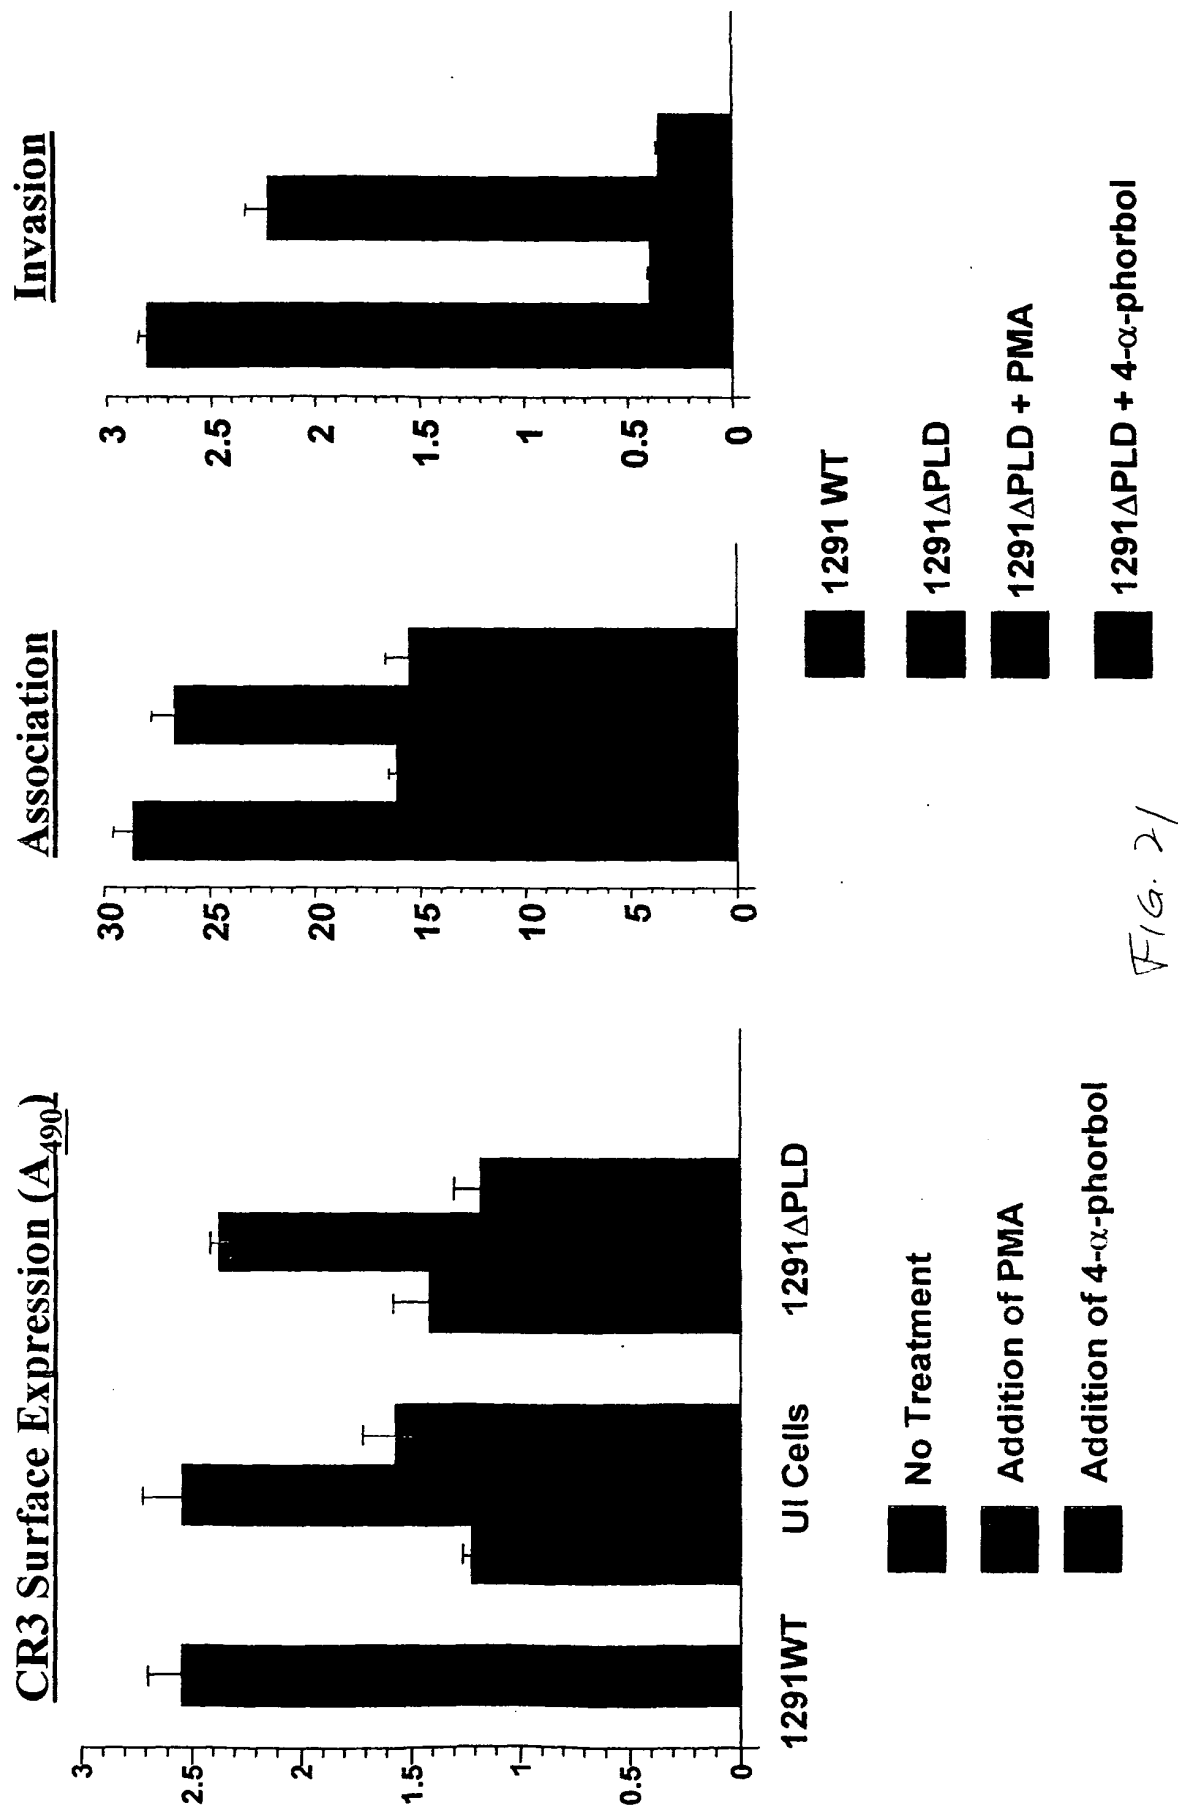 CR3 Surface Expression (A490)
3
2.5
2
1.5
1
0.5
0
1291WT
UI Cells
1291ΔPLD
No Treatment
Addition of PMA
Addition of 4-α-phorbol
Association
30
25
20
15
10
5
0
Invasion
3
2.5
2
1.5
1
0.5
0
1291 WT
1291ΔPLD
1291ΔPLD + PMA
1291ΔPLD + 4-α-phorbol
FIG. 21